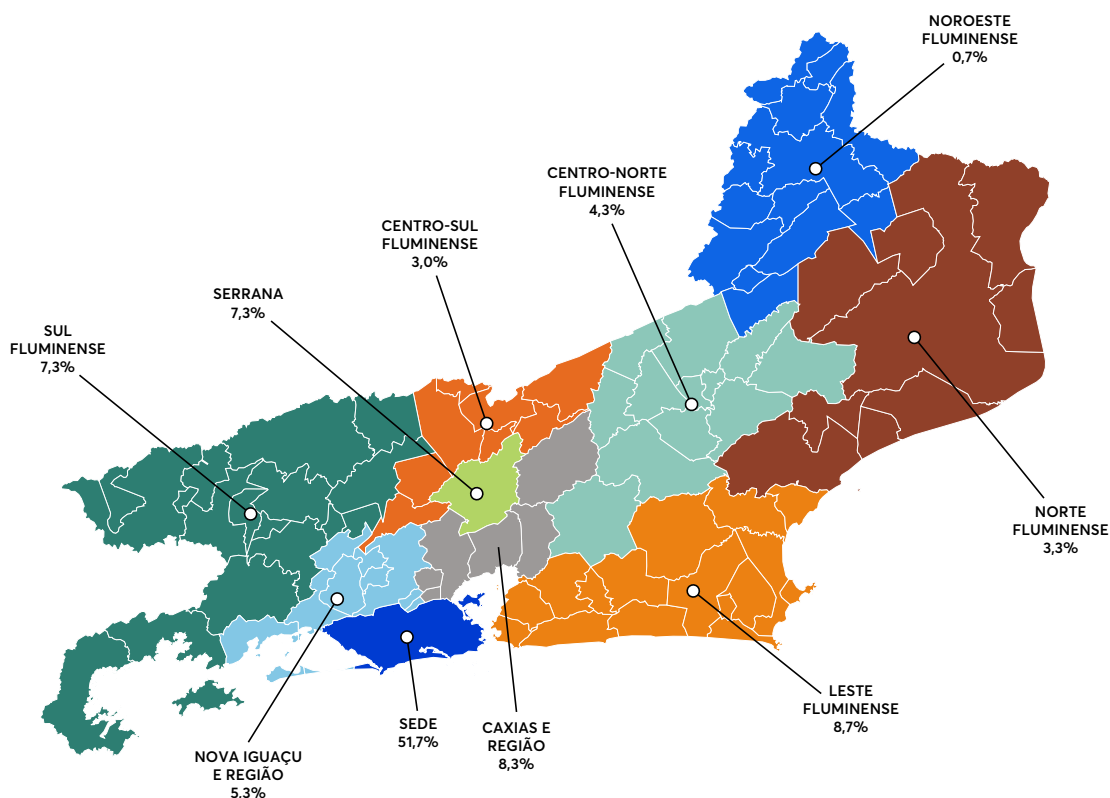 NOROESTE
FLUMINENSE
0,7%
CENTRO-NORTE
FLUMINENSE
4,3%
CENTRO-SUL
FLUMINENSE
3,0%
SERRANA
7,3%
SUL
FLUMINENSE
7,3%
NORTE
FLUMINENSE
3,3%
LESTE
FLUMINENSE
8,7%
SEDE
51,7%
CAXIAS E
REGIÃO
8,3%
NOVA IGUAÇU
E REGIÃO
5.3%